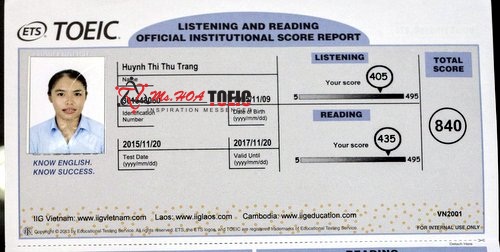 ETS TOEIC®
LISTENING AND READING
OFFICIAL INSTITUTIONAL SCORE REPORT
Huynh Thi Thu Trang
Name
Ms. HOA TOEIC
INSPIRATION MESSENGER
Identification
Number
Date of Birth
(yyyy/mm/dd)
2015/11/20
Test Date
(yyyy/mm/dd)
2017/11/20
Valid Until
(yyyy/mm/dd)
LISTENING
Your score
405
5
495
READING
Your score
435
5
495
TOTAL
SCORE
840
KNOW ENGLISH.
KNOW SUCCESS.
IIG Vietnam: www.iigvietnam.com Laos: www.iiglaos.com Cambodia: www.iigeducation.com
VN2001
FOR INTERNAL USE ONLY
READING